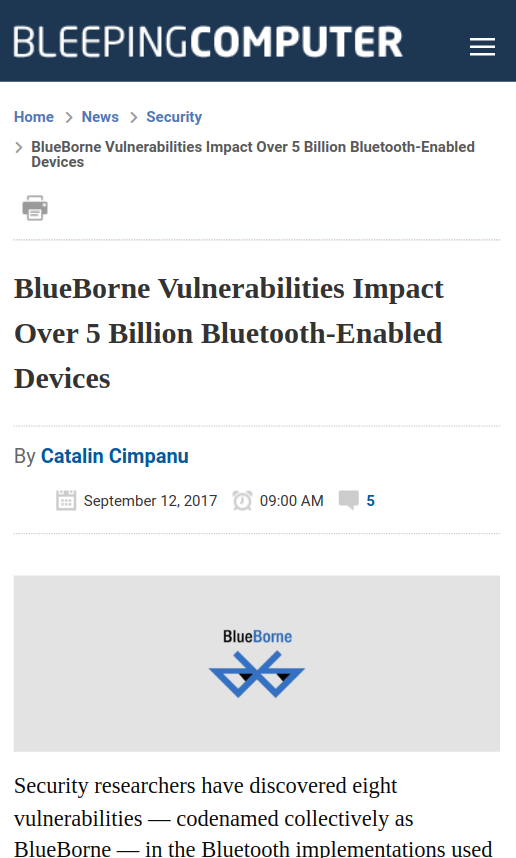 BLEEPINGCOMPUTER
Home > News > Security
> BlueBorne Vulnerabilities Impact Over 5 Billion Bluetooth-Enabled
Devices
BlueBorne Vulnerabilities Impact
Over 5 Billion Bluetooth-Enabled
Devices
By Catalin Cimpanu
September 12, 2017 09:00 AM 5
BlueBorne
Security researchers have discovered eight
vulnerabilities — codenamed collectively as
BlueBorne — in the Bluetooth implementations used